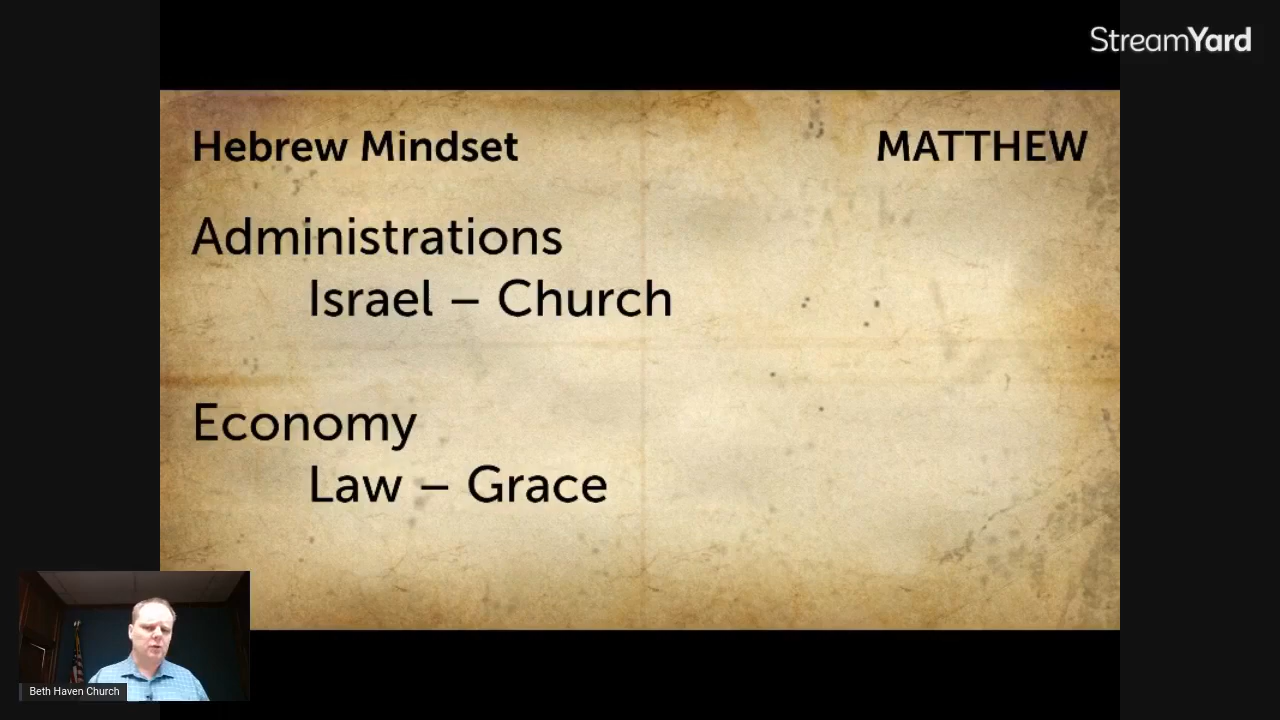 StreamYard
Hebrew Mindset
MATTHEW
Administrations
Israel – Church
Economy
Law – Grace
Beth Haven Church